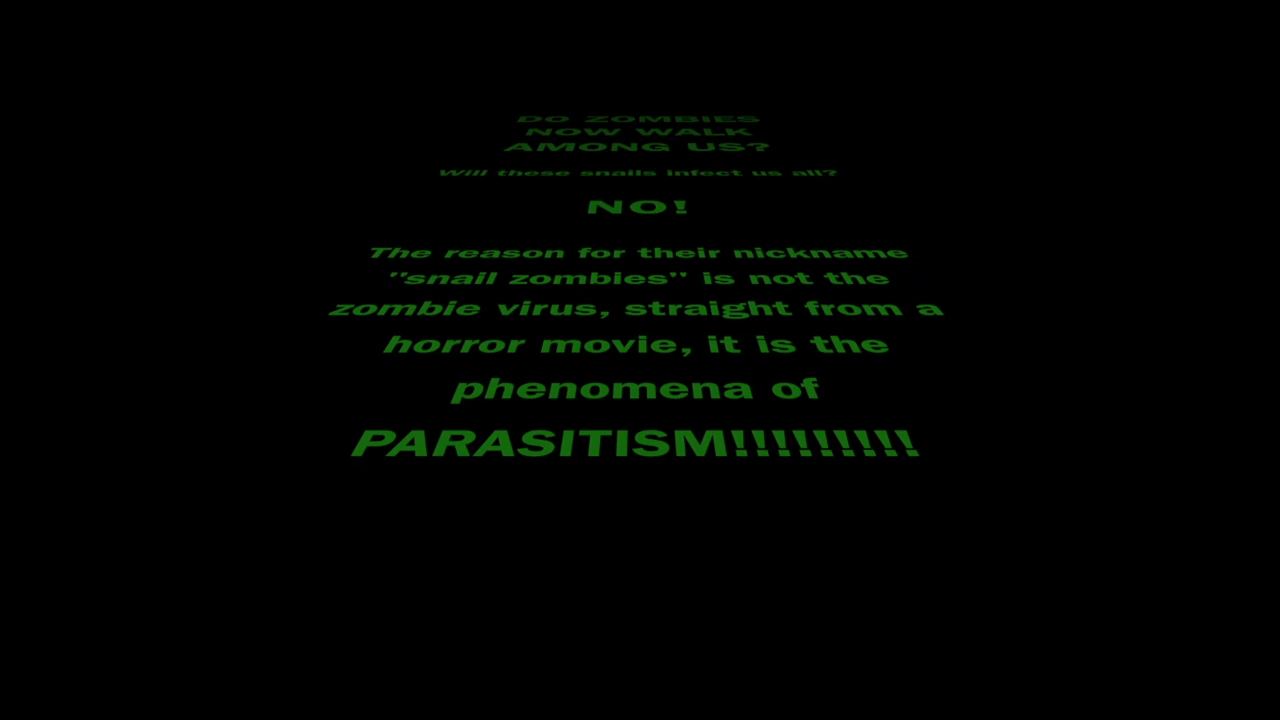 DO ZOMBIES
NOW WALK
AMONG US?
Will these snails infect us all?
NO!
The reason for their nickname
"snail zombies" is not the
zombie virus, straight from a
horror movie, it is the
phenomena of
PARASITISM!!!!!!!!!